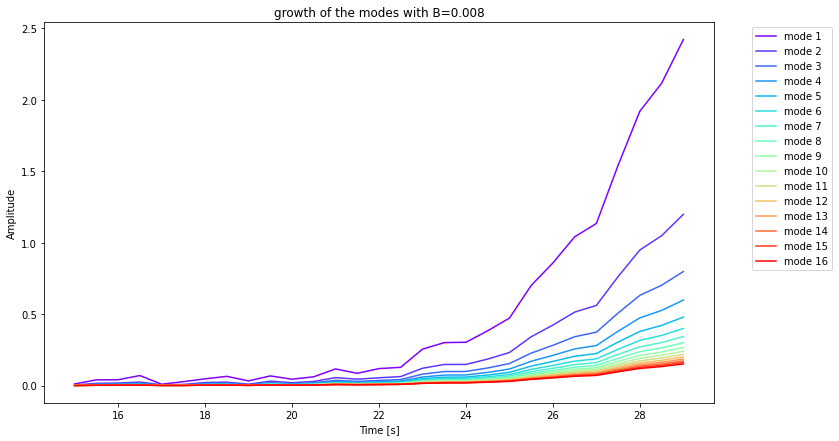 growth of the modes with B=0.008
2.5
2.0
1.5
1.0
0.5
0.0
Amplitude
16
18
20
22
24
26
28
Time [s]
mode 1
mode 2
mode 3
mode 4
mode 5
mode 6
mode 7
mode 8
mode 9
mode 10
mode 11
mode 12
mode 13
mode 14
mode 15
mode 16